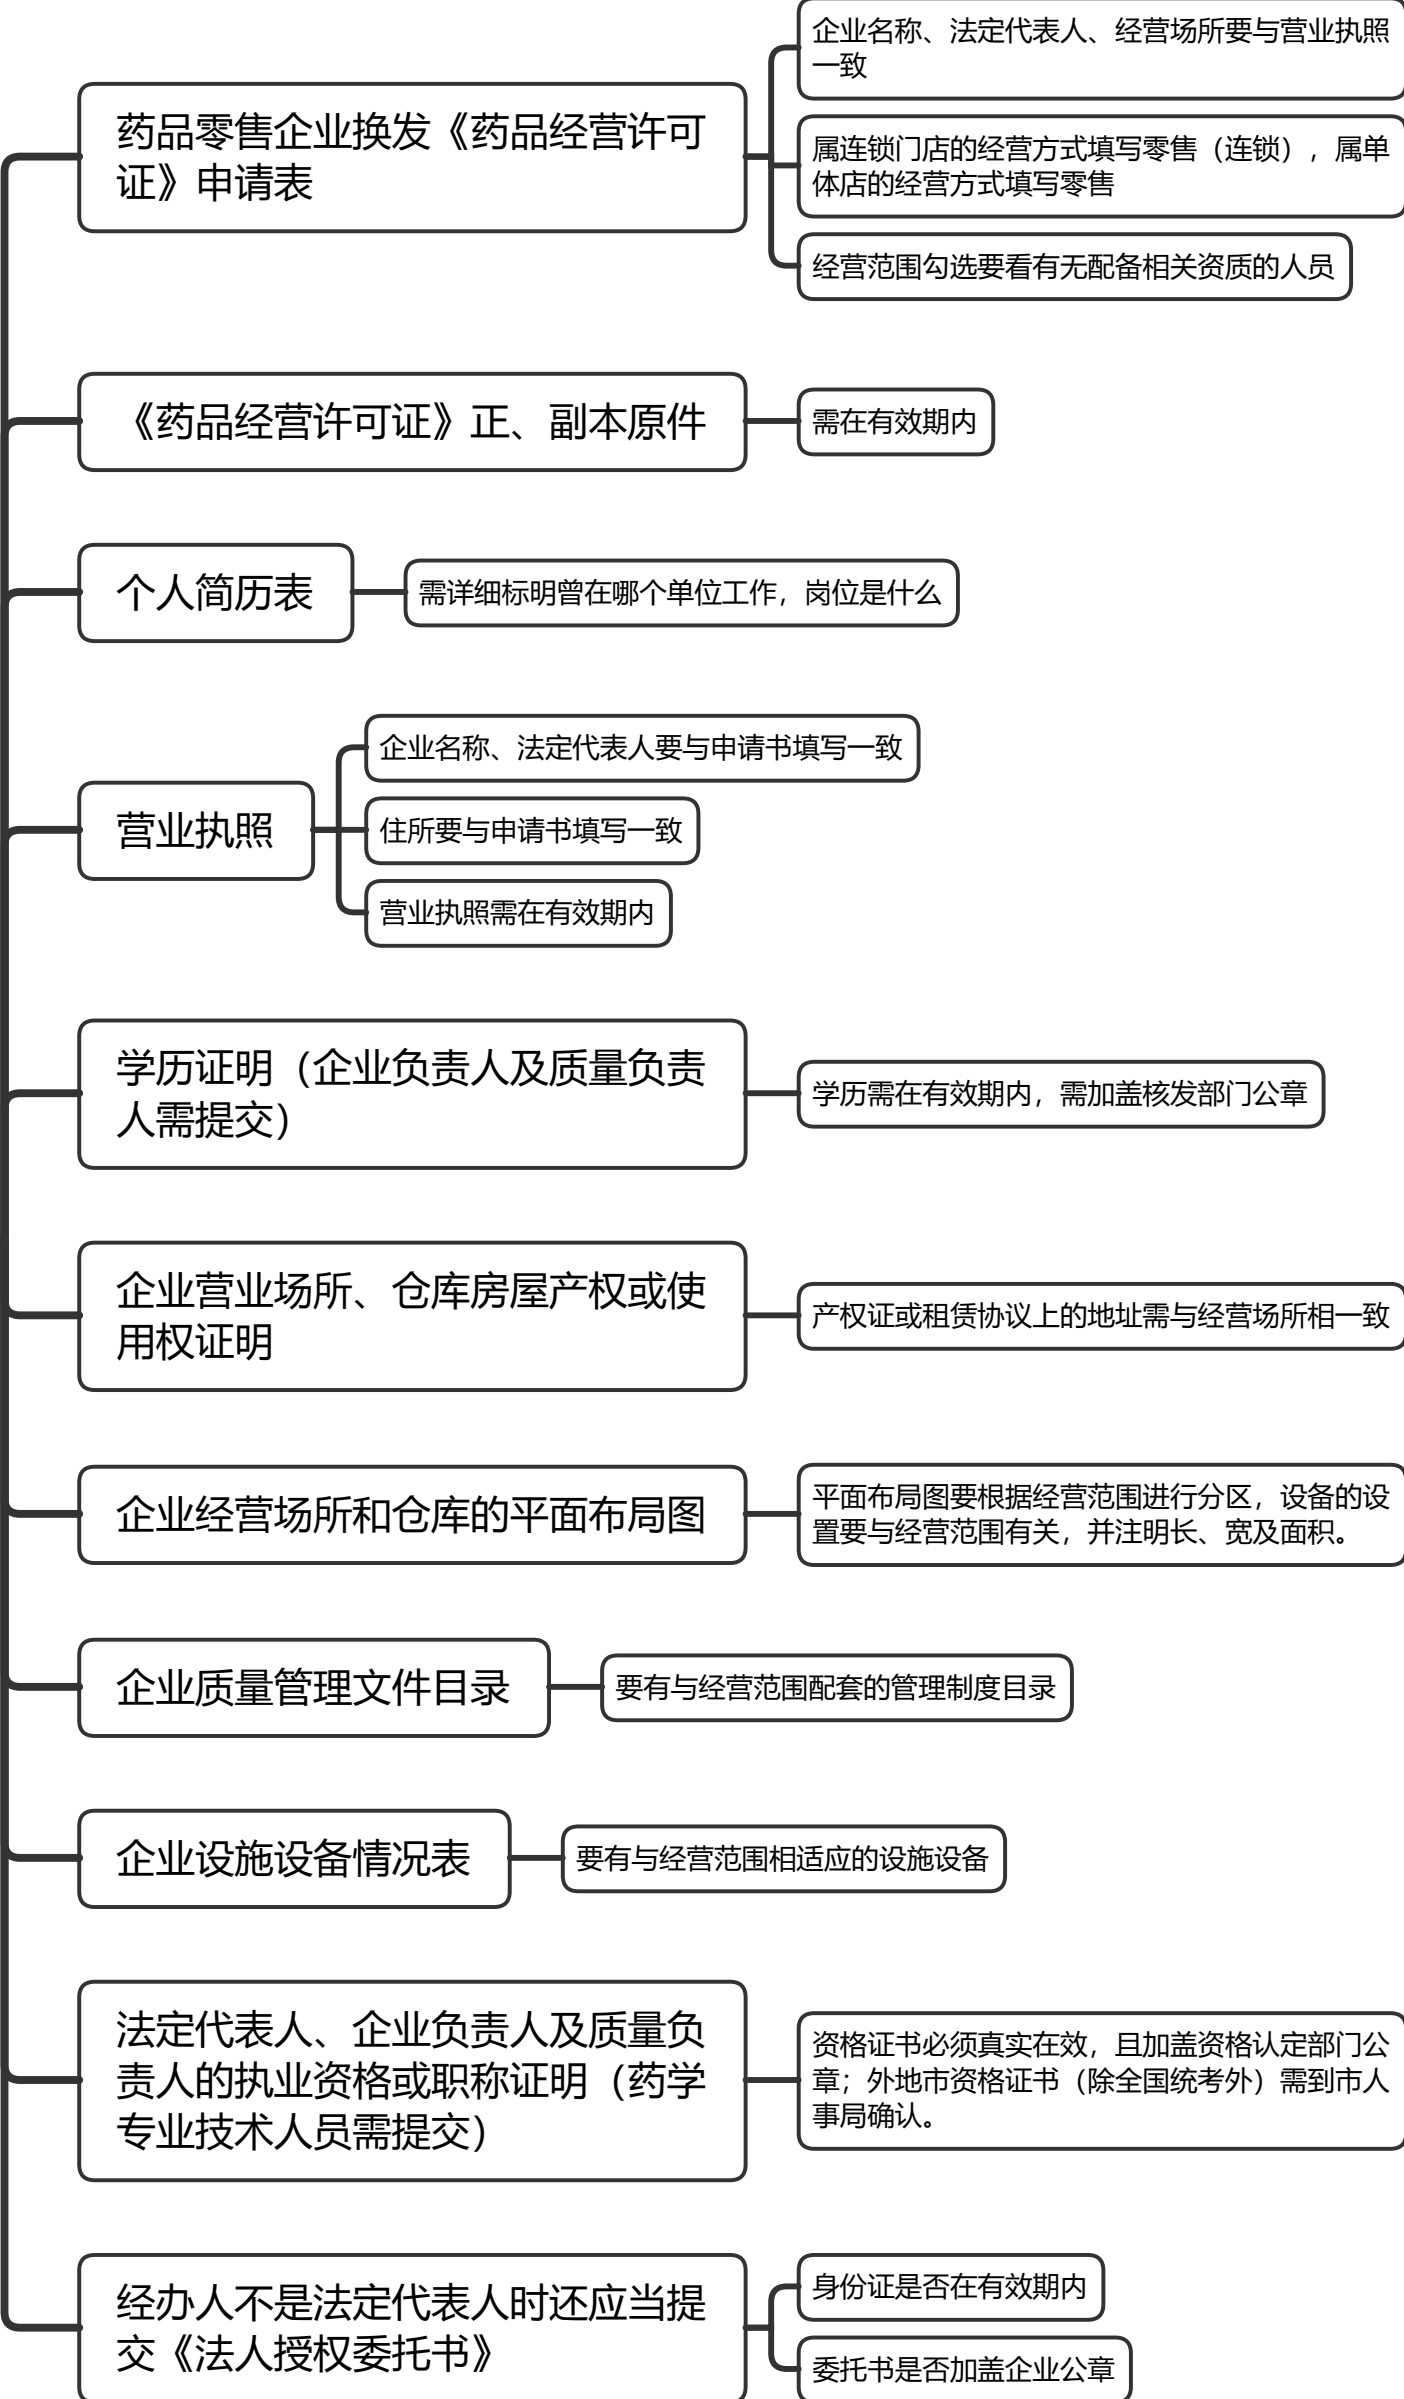 企业名称、法定代表人、经营场所要与营业执照
一致
药品零售企业换发《药品经营许可
证》申请表
属连锁门店的经营方式填写零售（连锁），属单
体店的经营方式填写零售
经营范围勾选要看有无配备相关资质的人员
《药品经营许可证》正、副本原件
需在有效期内
个人简历表
需详细标明曾在哪个单位工作，岗位是什么
企业名称、法定代表人要与申请书填写一致
营业执照
住所要与申请书填写一致
营业执照需在有效期内
学历证明（企业负责人及质量负责
人需提交）
学历需在有效期内，需加盖核发部门公章
企业营业场所、仓库房屋产权或使
用权证明
产权证或租赁协议上的地址需与经营场所相一致
企业经营场所和仓库的平面布局图
平面布局图要根据经营范围进行分区，设备的设
置要与经营范围有关，并注明长、宽及面积。
企业质量管理文件目录
要有与经营范围配套的管理制度目录
企业设施设备情况表
要有与经营范围相适应的设施设备
法定代表人、企业负责人及质量负
责人的执业资格或职称证明（药学
专业技术人员需提交）
资格证书必须真实在效，且加盖资格认定部门公
章；外地市资格证书（除全国统考外）需到市人
事局确认。
经办人不是法定代表人时还应当提
交《法人授权委托书》
身份证是否在有效期内
委托书是否加盖企业公章